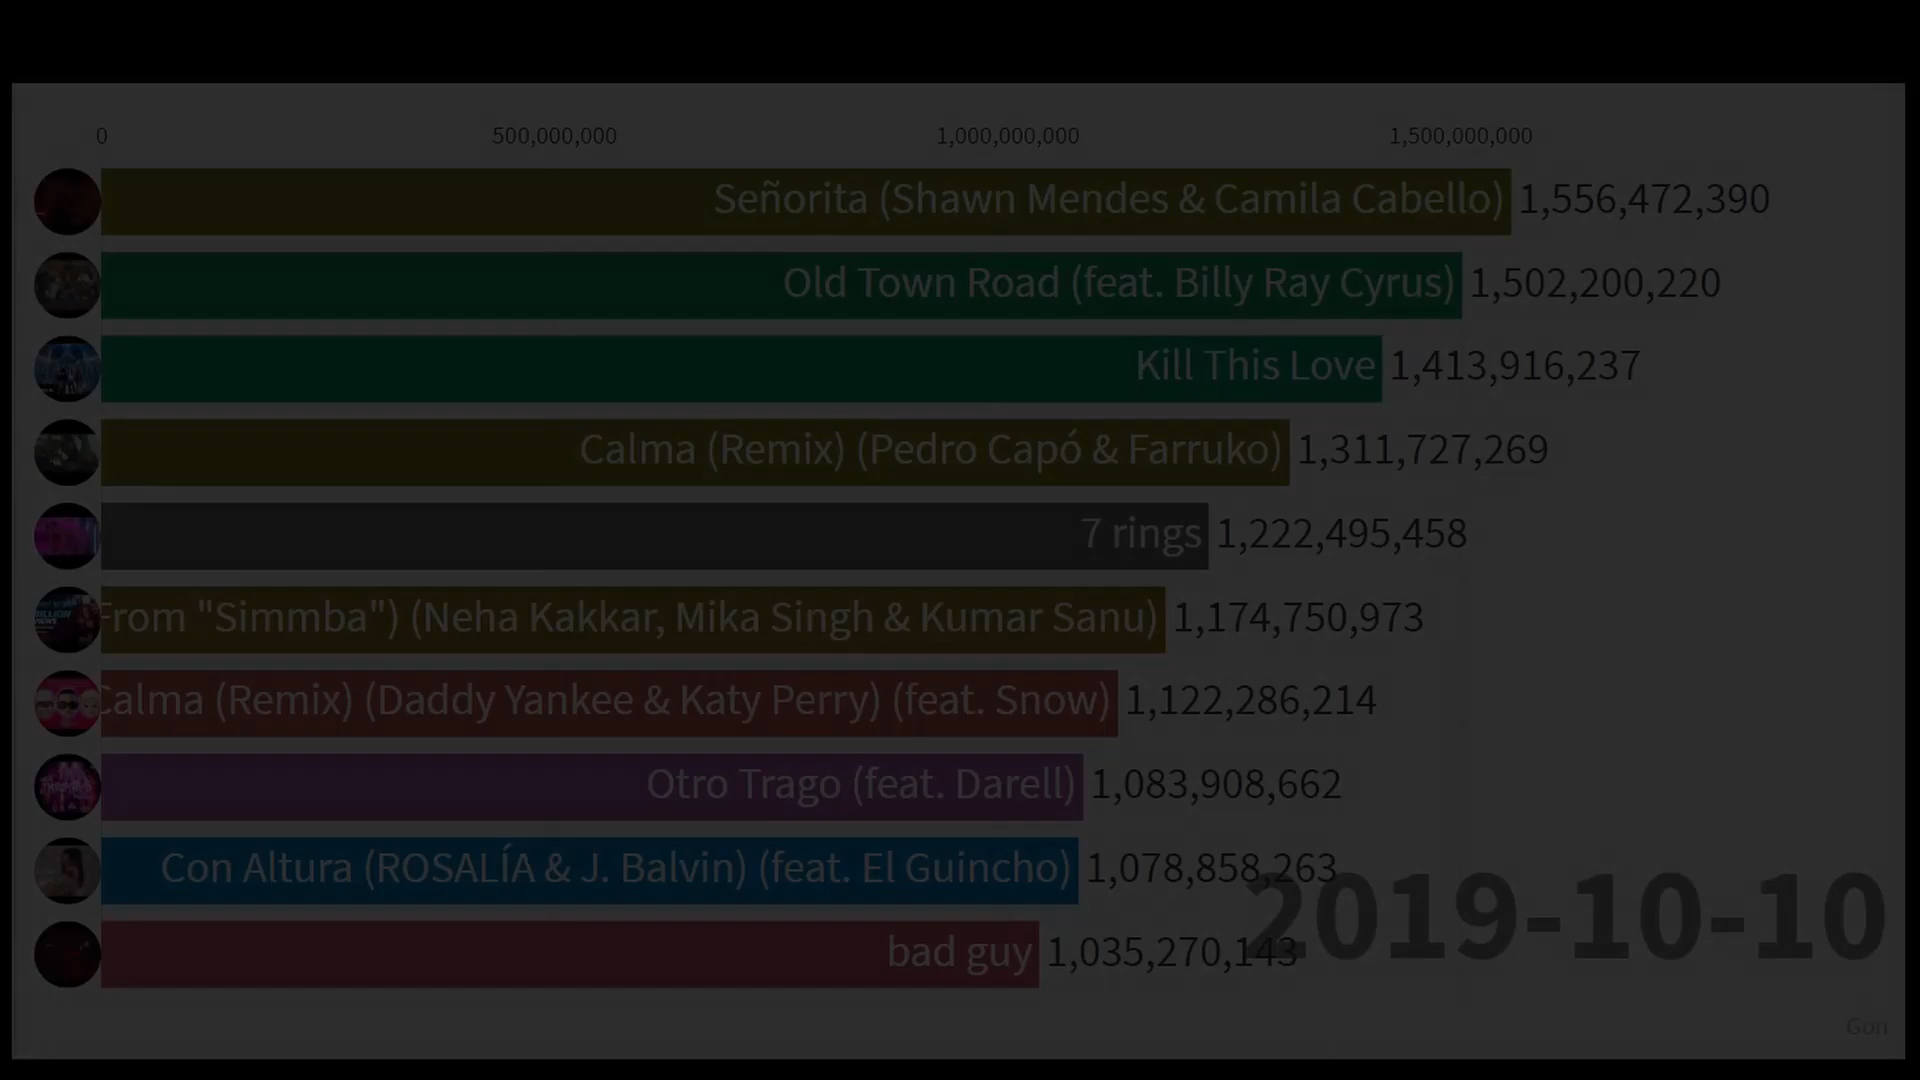 0 500,000,000 1,000,000,000 1,500,000,000
Señorita (Shawn Mendes & Camila Cabello) 1,556,472,390
Old Town Road (feat. Billy Ray Cyrus) 1,502,200,220
Kill This Love 1,413,916,237
Calma (Remix) (Pedro Capó & Farruko) 1,311,727,269
7 rings 1,222,495,458
From "Simmba") (Neha Kakkar, Mika Singh & Kumar Sanu) 1,174,750,973
Calma (Remix) (Daddy Yankee & Katy Perry) (feat. Snow) 1,122,286,214
Otro Trago (feat. Darell) 1,083,908,662
Con Altura (ROSALÍA & J. Balvin) (feat. El Guincho) 1,078,858,263
bad guy 1,035,270,143
2019-10-10
Gon